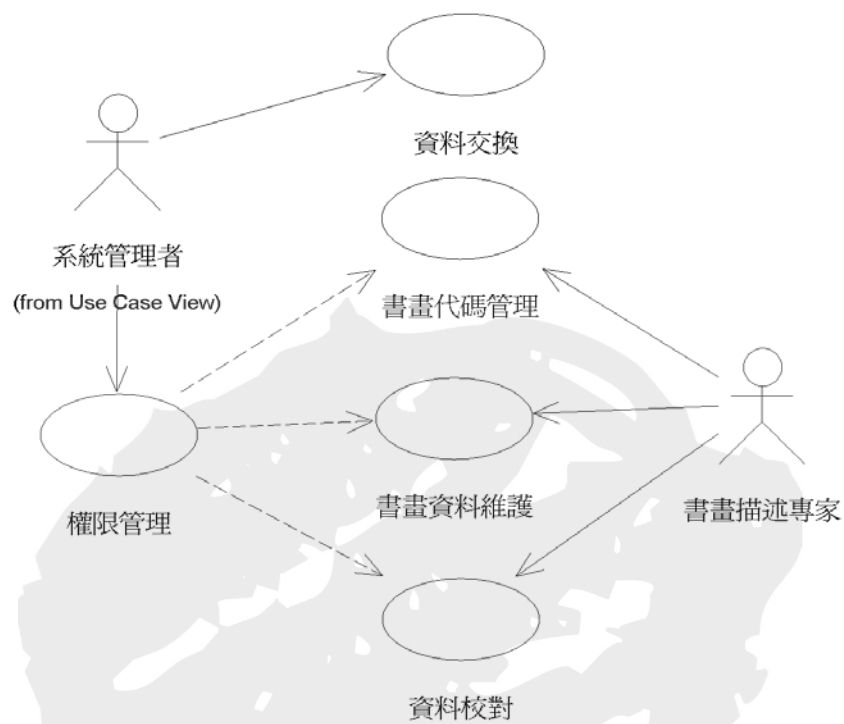 資料交換
系統管理者
(from Use Case View)
書畫代碼管理
書畫資料維護
書畫描述專家
權限管理
資料校對